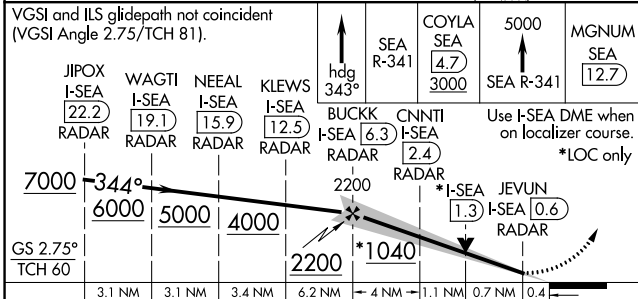 VGSI and ILS glidepath not coincident
(VGSI Angle 2.75/TCH 81).
hdg
343°
SEA
R-341
COYLA
SEA
4.7
3000
5000
SEA R-341
MGNUM
SEA
12.7
JIPOX
I-SEA
22.2
RADAR
WAGTI
I-SEA
19.1
RADAR
NEEAL
I-SEA
15.9
RADAR
KLEWS
I-SEA
12.5
RADAR
BUCKK
I-SEA 6.3
RADAR
CNNTI
I-SEA
2.4
RADAR
Use I-SEA DME when
on localizer course.
*LOC only
*I-SEA
1.3
JEVUN
I-SEA 0.6
RADAR
7000
344°
2200
6000
5000
4000
2200
*1040
GS 2.75°
TCH 60
3.1 NM
3.1 NM
3.4 NM
6.2 NM
4 NM
1.1 NM
0.7 NM
0.4